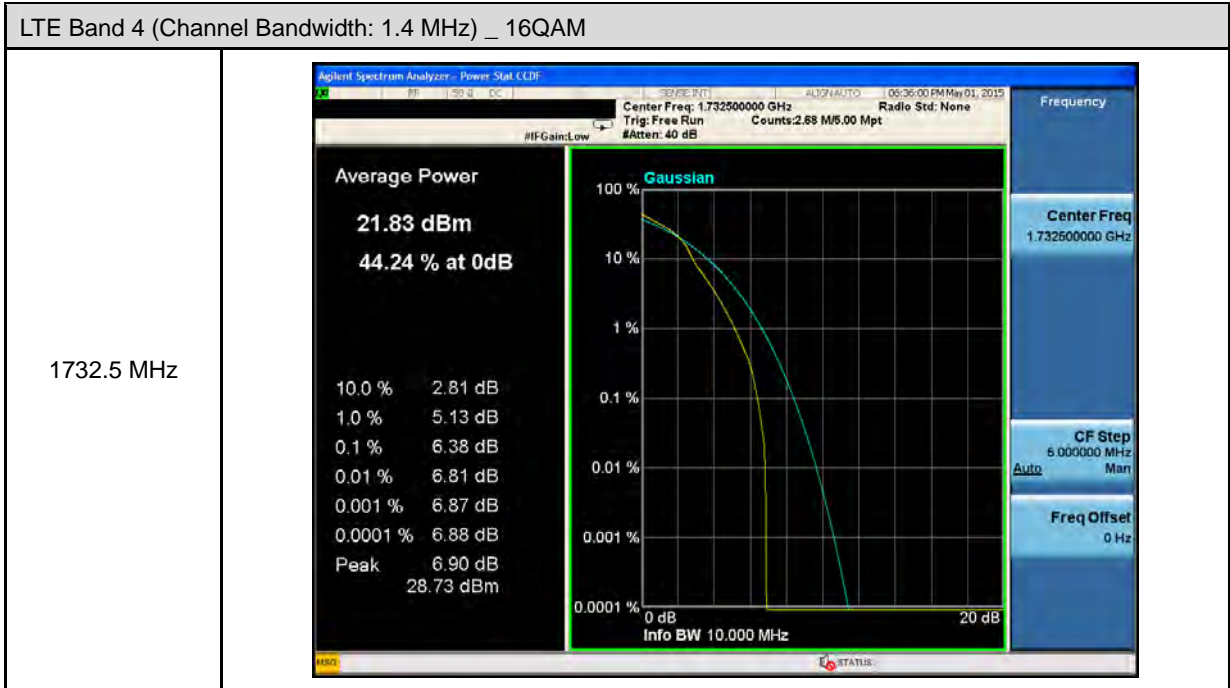 LTE Band 4 (Channel Bandwidth: 1.4 MHz) _ 16QAM
1732.5 MHz
Agilent Spectrum Analyzer - Power Stat CCDF
RF 50 Ω DC SENSE:INT ALIGN AUTO 06:36:00 PM May 01, 2015
Center Freq: 1.732500000 GHz Radio Std: None
Trig: Free Run Counts:2.68 M/5.00 Mpt
#IFGain:Low #Atten: 40 dB
Average Power
21.83 dBm
44.24 % at 0dB
10.0 % 2.81 dB
1.0 % 5.13 dB
0.1 % 6.38 dB
0.01 % 6.81 dB
0.001 % 6.87 dB
0.0001 % 6.88 dB
Peak 6.90 dB
28.73 dBm
Gaussian
100 %
10 %
1 %
0.1 %
0.01 %
0.001 %
0.0001 %
0 dB 20 dB
Info BW 10.000 MHz
Frequency
Center Freq
1.732500000 GHz
CF Step
5.000000 MHz
Auto Man
Freq Offset
0 Hz
MSG STATUS